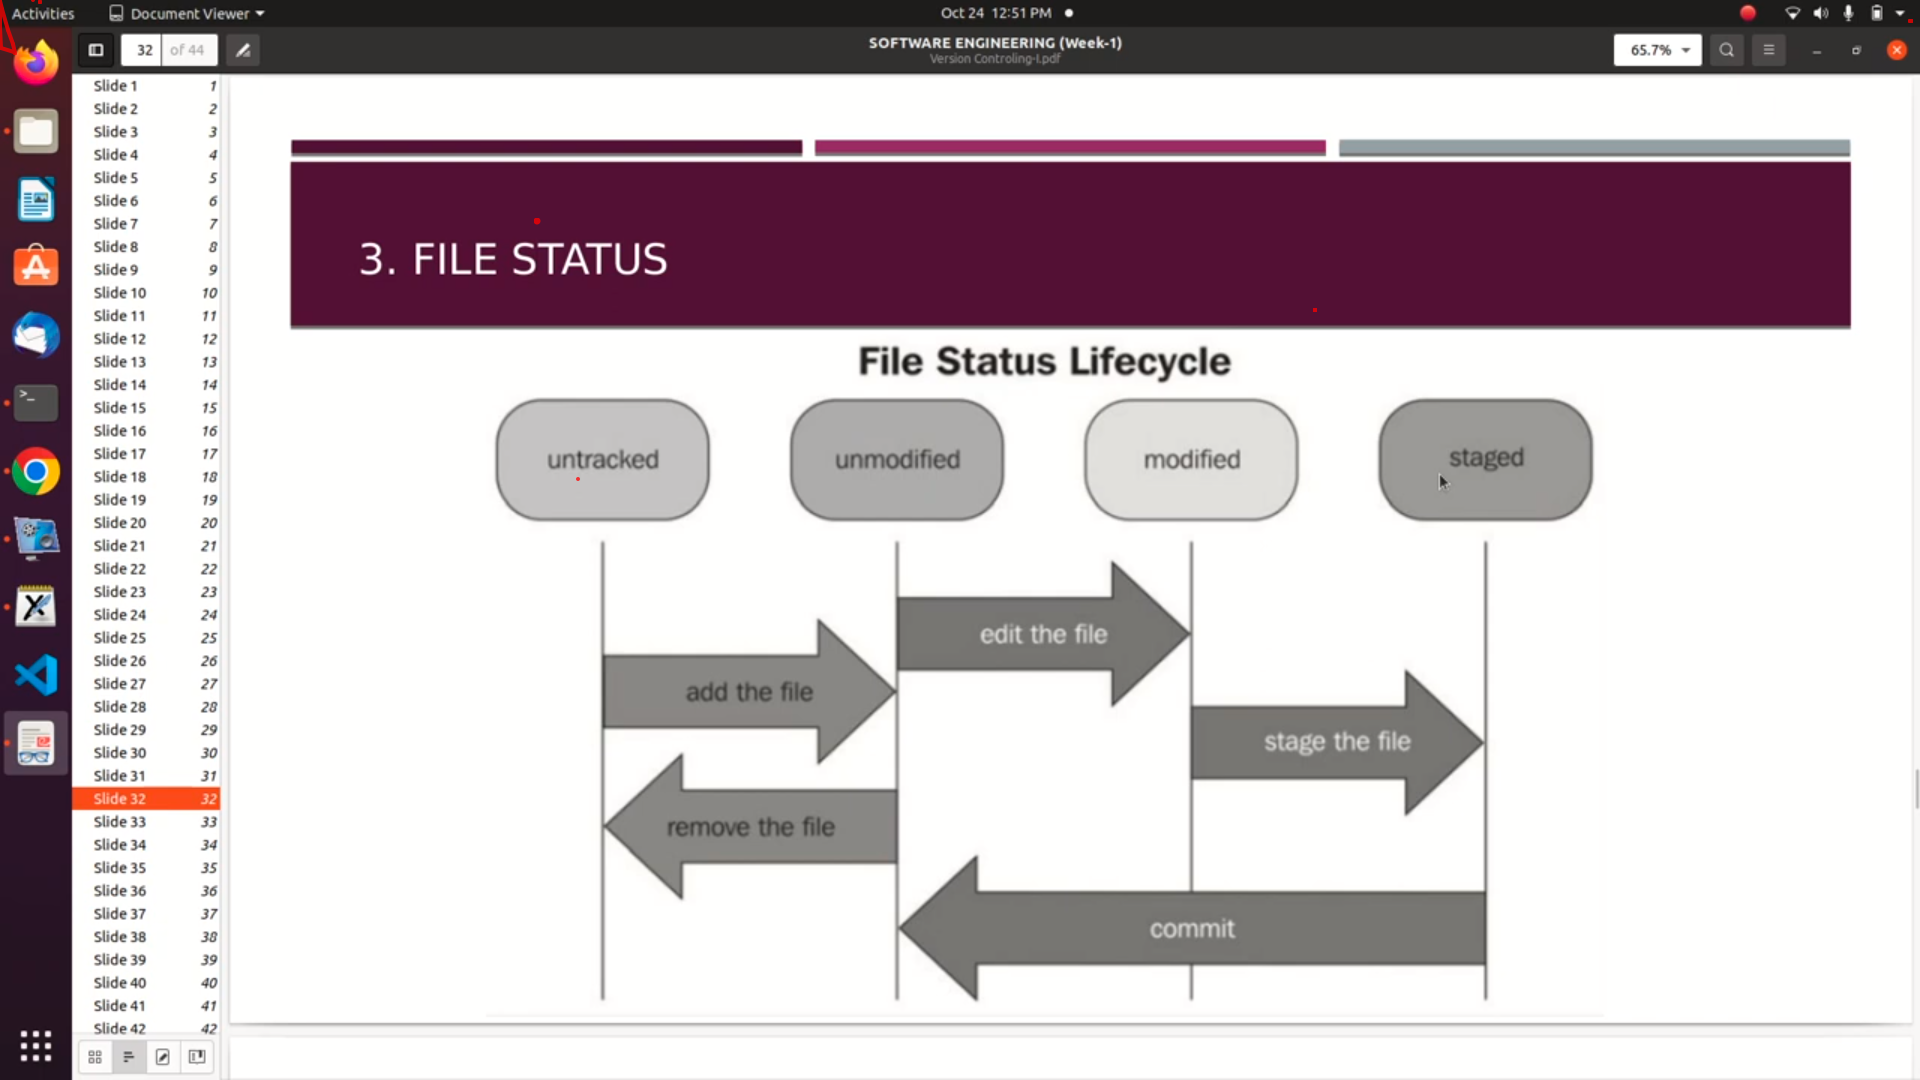 Activities
Document Viewer
Oct 24 12:51 PM
32 of 44
SOFTWARE ENGINEERING (Week-1)
Version Controling-I.pdf
65.7%
Slide 1 1
Slide 2 2
Slide 3 3
Slide 4 4
Slide 5 5
Slide 6 6
Slide 7 7
Slide 8 8
Slide 9 9
Slide 10 10
Slide 11 11
Slide 12 12
Slide 13 13
Slide 14 14
Slide 15 15
Slide 16 16
Slide 17 17
Slide 18 18
Slide 19 19
Slide 20 20
Slide 21 21
Slide 22 22
Slide 23 23
Slide 24 24
Slide 25 25
Slide 26 26
Slide 27 27
Slide 28 28
Slide 29 29
Slide 30 30
Slide 31 31
Slide 32 32
Slide 33 33
Slide 34 34
Slide 35 35
Slide 36 36
Slide 37 37
Slide 38 38
Slide 39 39
Slide 40 40
Slide 41 41
Slide 42 42
3. FILE STATUS
File Status Lifecycle
untracked
unmodified
modified
staged
edit the file
add the file
stage the file
remove the file
commit